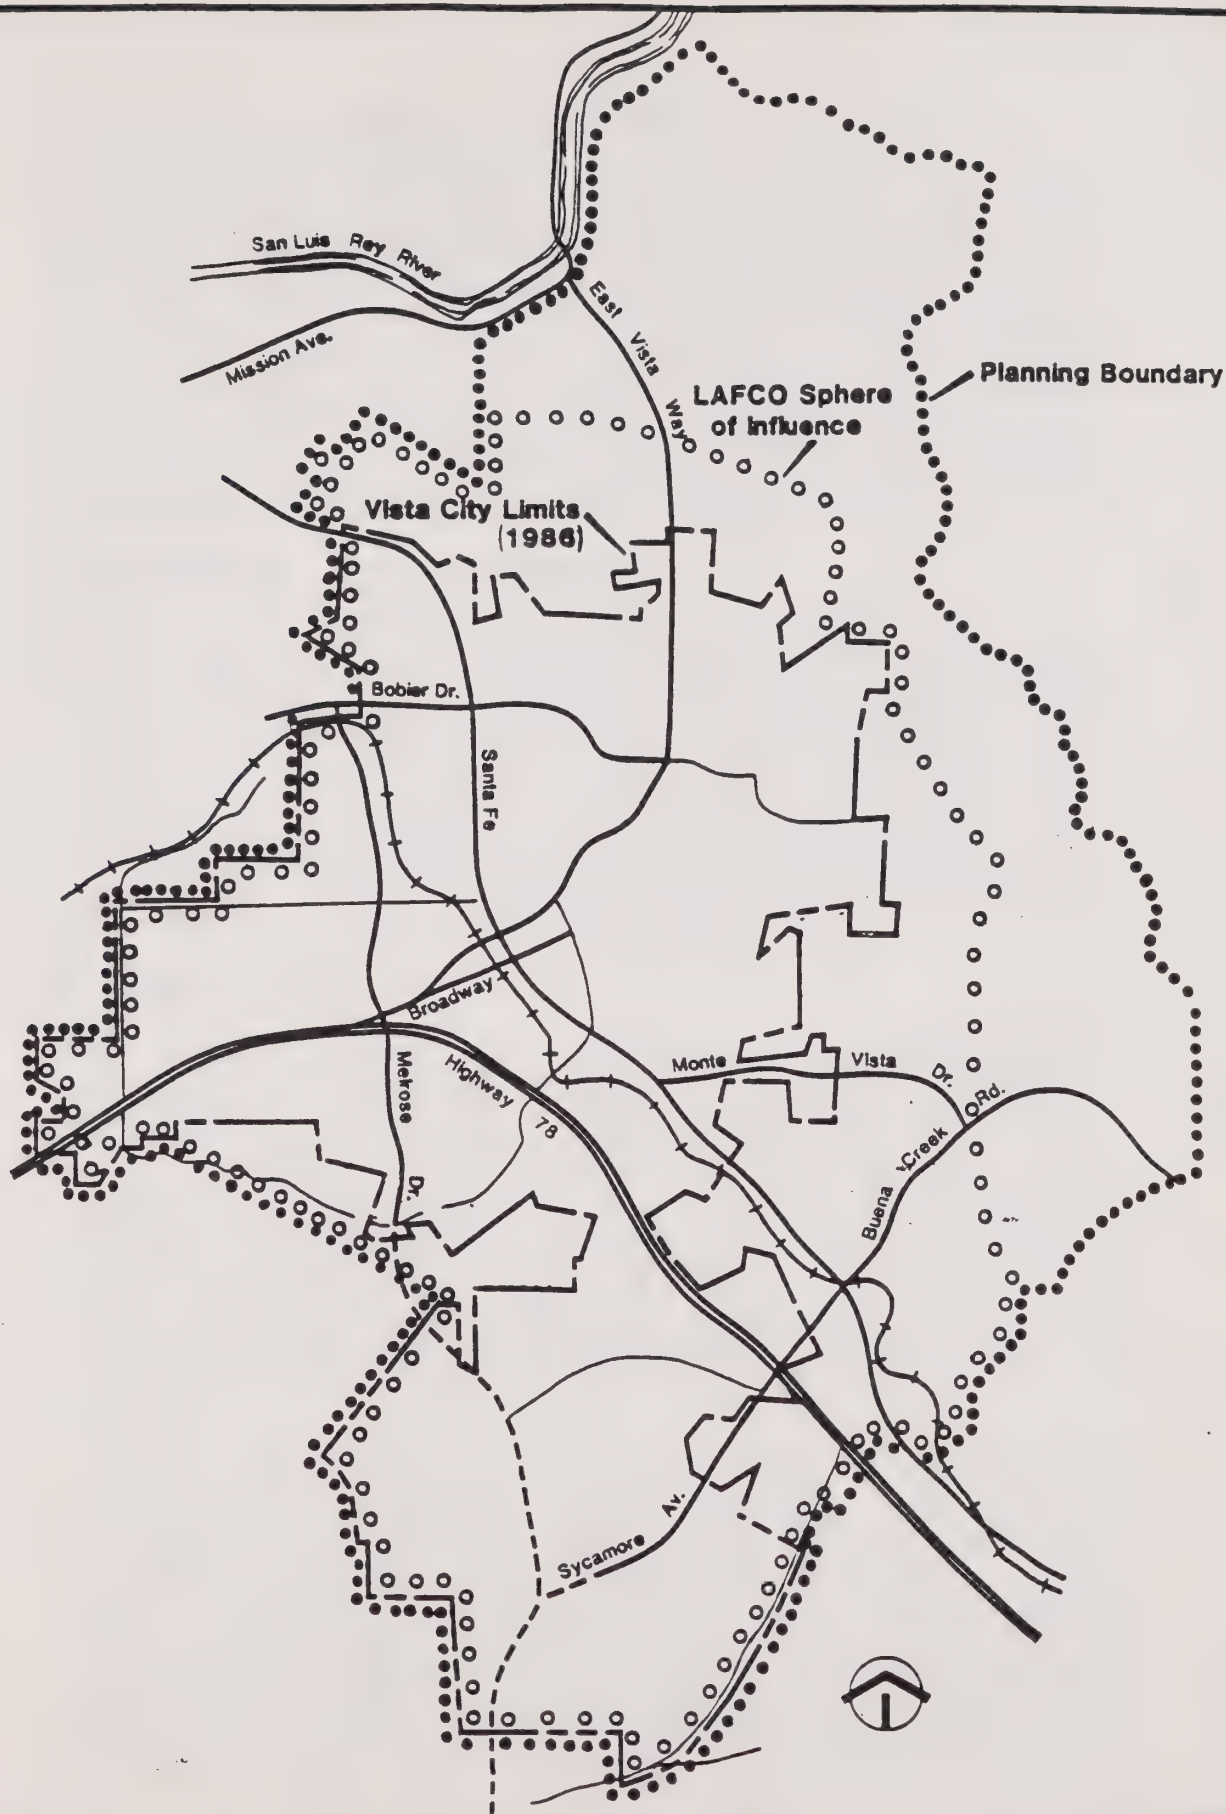 San Luis Rey River
Mission Ave.
East Vista Way
Planning Boundary
LAFCO Sphere
of Influence
Vista City Limits
(1986)
Bobier Dr.
Santa Fe
Broadway
Melrose Dr.
Highway 78
Monte Vista Dr.
Buena Creek Rd.
Sycamore Av.